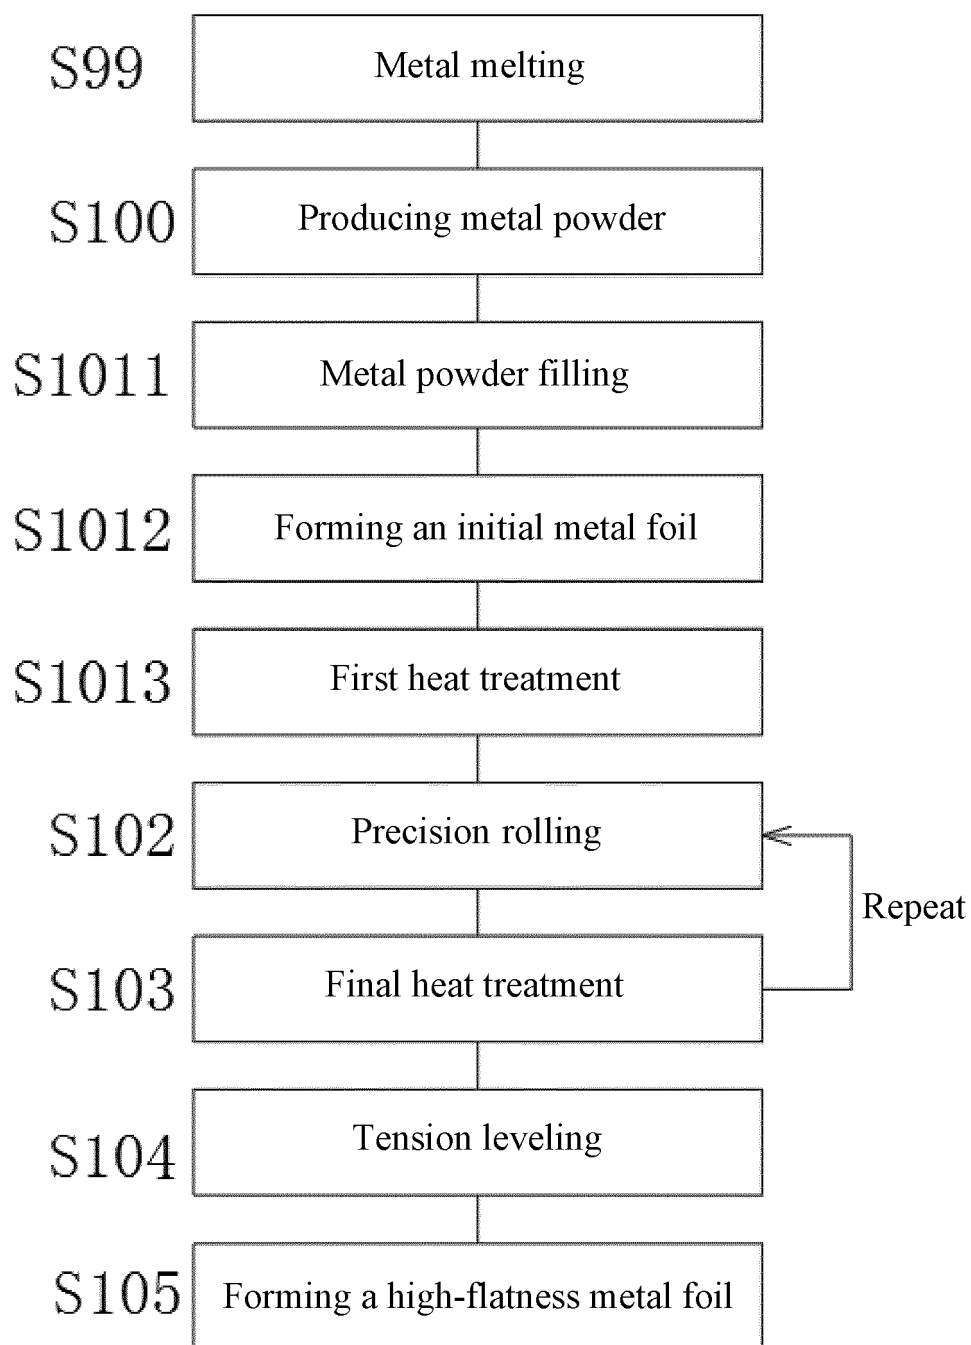 S99 Metal melting
S100 Producing metal powder
S1011 Metal powder filling
S1012 Forming an initial metal foil
S1013 First heat treatment
S102 Precision rolling
Repeat
S103 Final heat treatment
S104 Tension leveling
S105 Forming a high-flatness metal foil